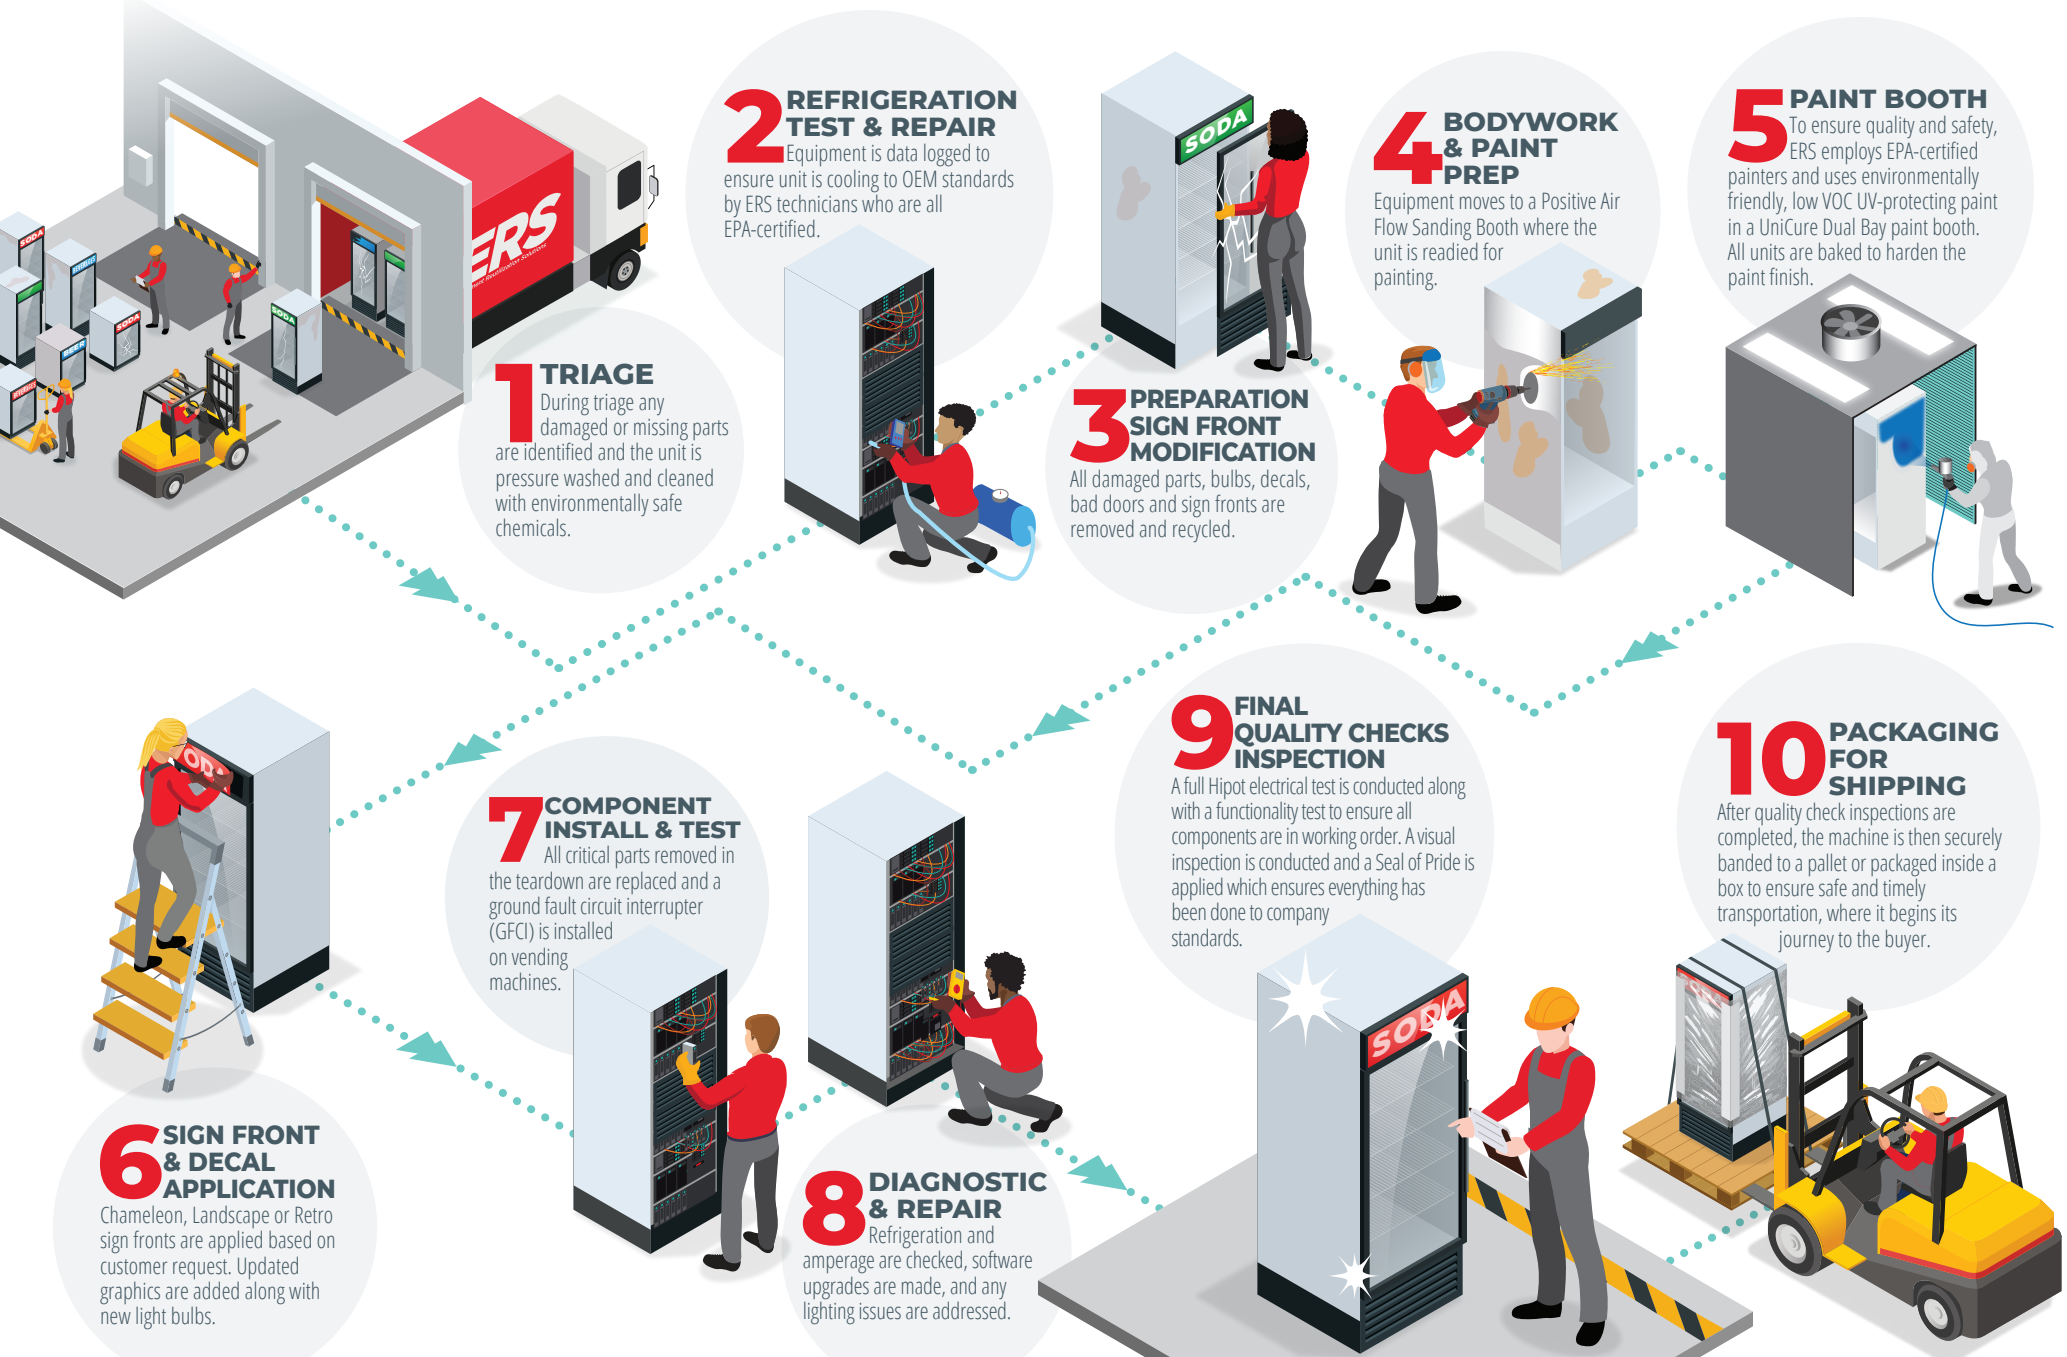 ERS
SODA
BEVERAGES
SODA
BEER
SODA
BEVERAGES
1
TRIAGE
During triage any
damaged or missing parts
are identified and the unit is
pressure washed and cleaned
with environmentally safe
chemicals.
2
REFRIGERATION
TEST & REPAIR
Equipment is data logged to
ensure unit is cooling to OEM standards
by ERS technicians who are all
EPA-certified.
SODA
3
PREPARATION
SIGN FRONT
MODIFICATION
All damaged parts, bulbs, decals,
bad doors and sign fronts are
removed and recycled.
4
BODYWORK
& PAINT
PREP
Equipment moves to a Positive Air
Flow Sanding Booth where the
unit is readied for
painting.
5
PAINT BOOTH
To ensure quality and safety,
ERS employs EPA-certified
painters and uses environmentally
friendly, low VOC UV-protecting paint
in a UniCure Dual Bay paint booth.
All units are baked to harden the
paint finish.
6
SIGN FRONT
& DECAL
APPLICATION
Chameleon, Landscape or Retro
sign fronts are applied based on
customer request. Updated
graphics are added along with
new light bulbs.
7
COMPONENT
INSTALL & TEST
All critical parts removed in
the teardown are replaced and a
ground fault circuit interrupter
(GFCI) is installed
on vending
machines.
8
DIAGNOSTIC
& REPAIR
Refrigeration and
amperage are checked, software
upgrades are made, and any
lighting issues are addressed.
9
FINAL
QUALITY CHECKS
INSPECTION
A full Hipot electrical test is conducted along
with a functionality test to ensure all
components are in working order. A visual
inspection is conducted and a Seal of Pride is
applied which ensures everything has
been done to company
standards.
SODA
10
PACKAGING
FOR
SHIPPING
After quality check inspections are
completed, the machine is then securely
banded to a pallet or packaged inside a
box to ensure safe and timely
transportation, where it begins its
journey to the buyer.